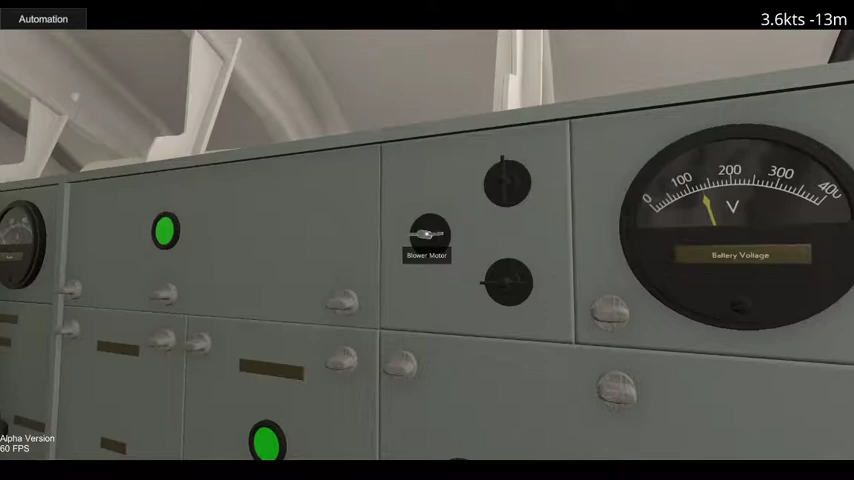 Automation
3.6kts -13m
0 100 200 300 400
V
Blower Motor
Battery Voltage
Alpha Version
60 FPS